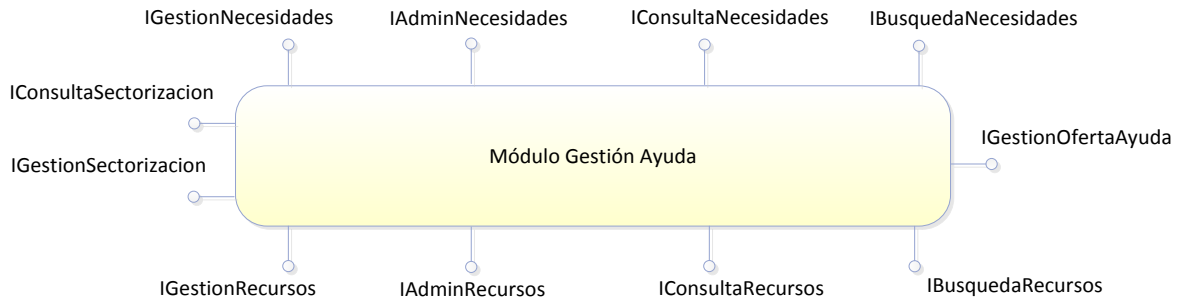 IGestionNecesidades
IAdminNecesidades
IConsultaNecesidades
IBusquedaNecesidades
IConsultaSectorizacion
IGestionOfertaAyuda
Módulo Gestión Ayuda
IGestionSectorizacion
IGestionRecursos
IAdminRecursos
IConsultaRecursos
IBusquedaRecursos